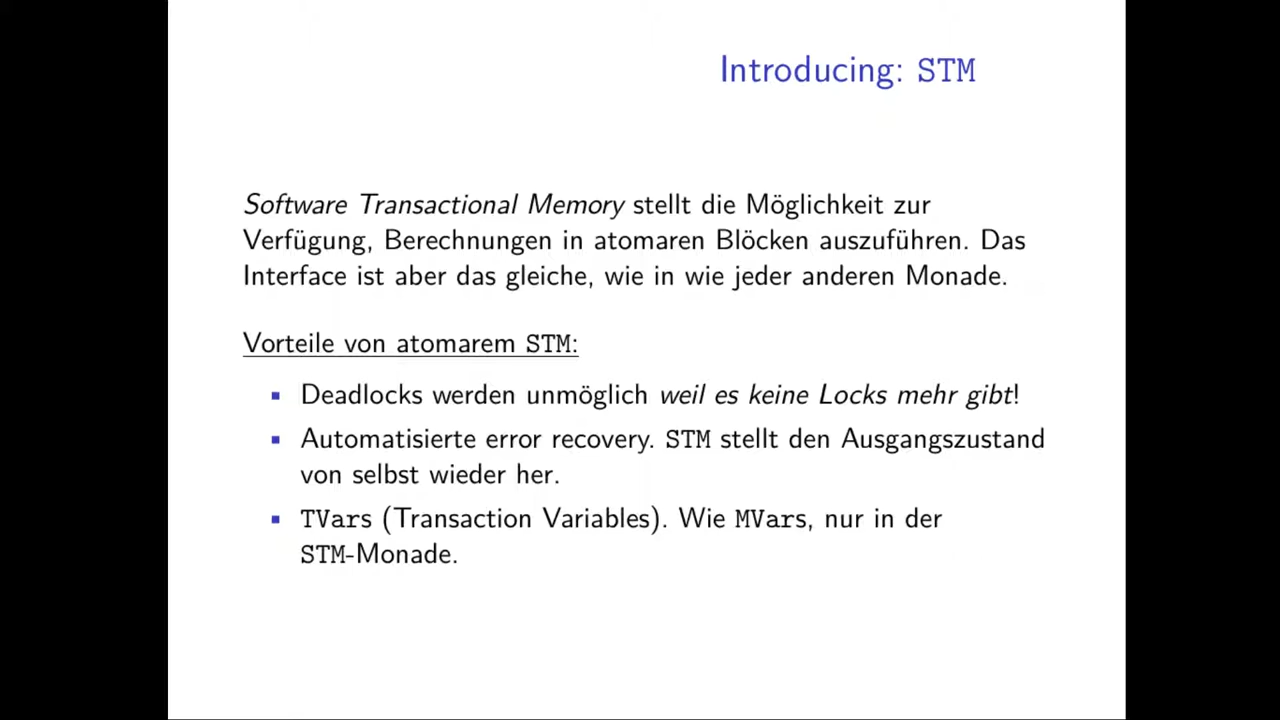 Introducing: STM
Software Transactional Memory stellt die Möglichkeit zur
Verfügung, Berechnungen in atomaren Blöcken auszuführen. Das
Interface ist aber das gleiche, wie in wie jeder anderen Monade.
Vorteile von atomarem STM:
▪ Deadlocks werden unmöglich weil es keine Locks mehr gibt!
▪ Automatisierte error recovery. STM stellt den Ausgangszustand
von selbst wieder her.
▪ TVars (Transaction Variables). Wie MVars, nur in der
STM-Monade.